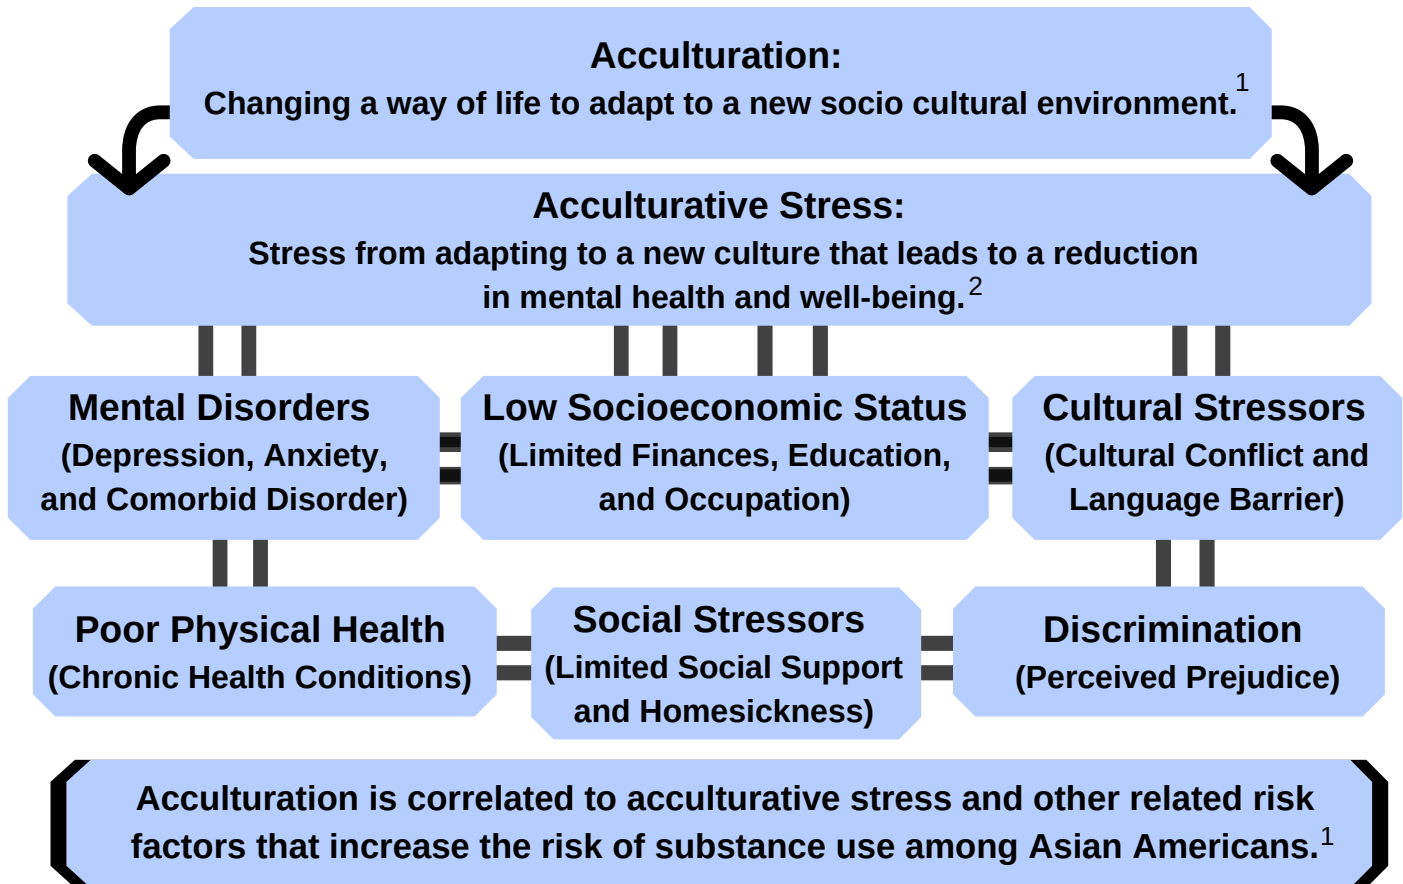 Acculturation:
Changing a way of life to adapt to a new socio cultural environment.1
Acculturative Stress:
Stress from adapting to a new culture that leads to a reduction
in mental health and well-being.2
Mental Disorders
(Depression, Anxiety,
and Comorbid Disorder)
Low Socioeconomic Status
(Limited Finances, Education,
and Occupation)
Cultural Stressors
(Cultural Conflict and
Language Barrier)
Poor Physical Health
(Chronic Health Conditions)
Social Stressors
(Limited Social Support
and Homesickness)
Discrimination
(Perceived Prejudice)
Acculturation is correlated to acculturative stress and other related risk
factors that increase the risk of substance use among Asian Americans.1